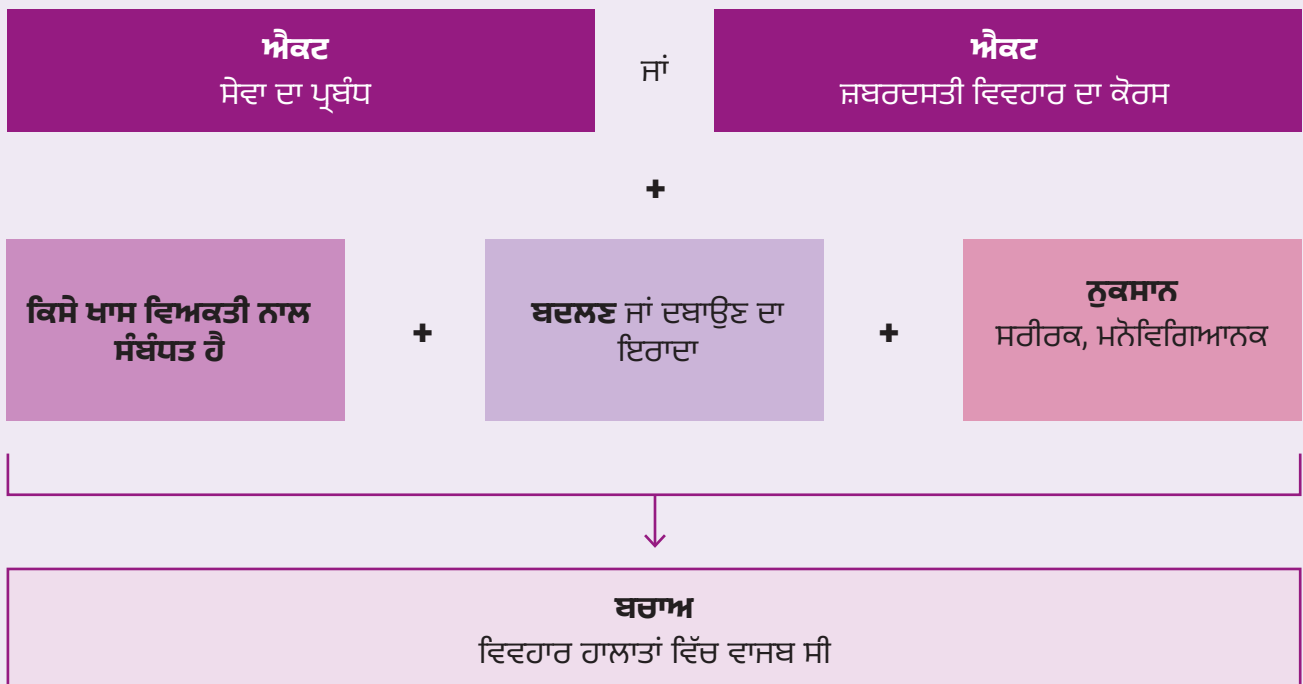 ਐਕਟ
ਸੇਵਾ ਦਾ ਪ੍ਰਬੰਧ
ਜਾਂ
ਐਕਟ
ਜ਼ਬਰਦਸਤੀ ਵਿਵਹਾਰ ਦਾ ਕੋਰਸ
+
ਕਿਸੇ ਖਾਸ ਵਿਅਕਤੀ ਨਾਲ
ਸੰਬੰਧਤ ਹੈ
+
ਬਦਲਣ ਜਾਂ ਦਬਾਉਣ ਦਾ
ਇਰਾਦਾ
+
ਨੁਕਸਾਨ
ਸਰੀਰਕ, ਮਨੋਵਿਗਿਆਨਕ
ਬਚਾਅ
ਵਿਵਹਾਰ ਹਾਲਾਤਾਂ ਵਿੱਚ ਵਾਜਬ ਸੀ